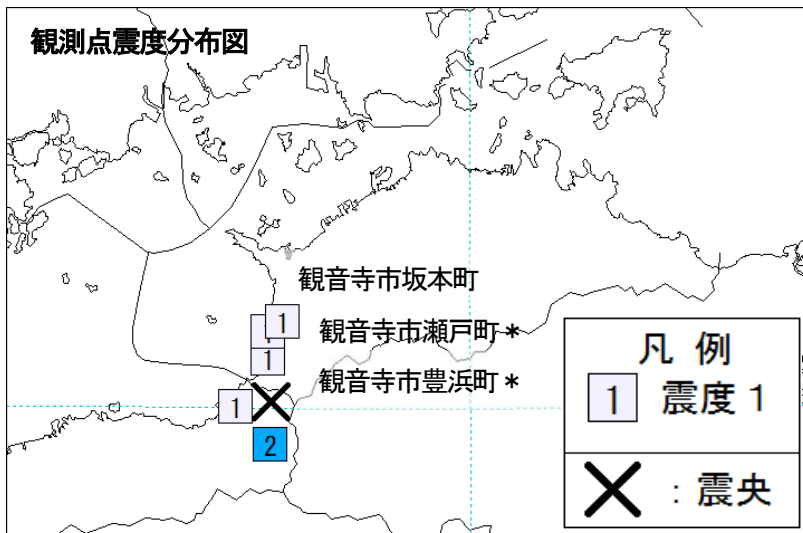 観測点震度分布図
観音寺市坂本町
1
観音寺市瀬戸町*
1
観音寺市豊浜町*
1
2
凡 例
1 震度 1
: 震央